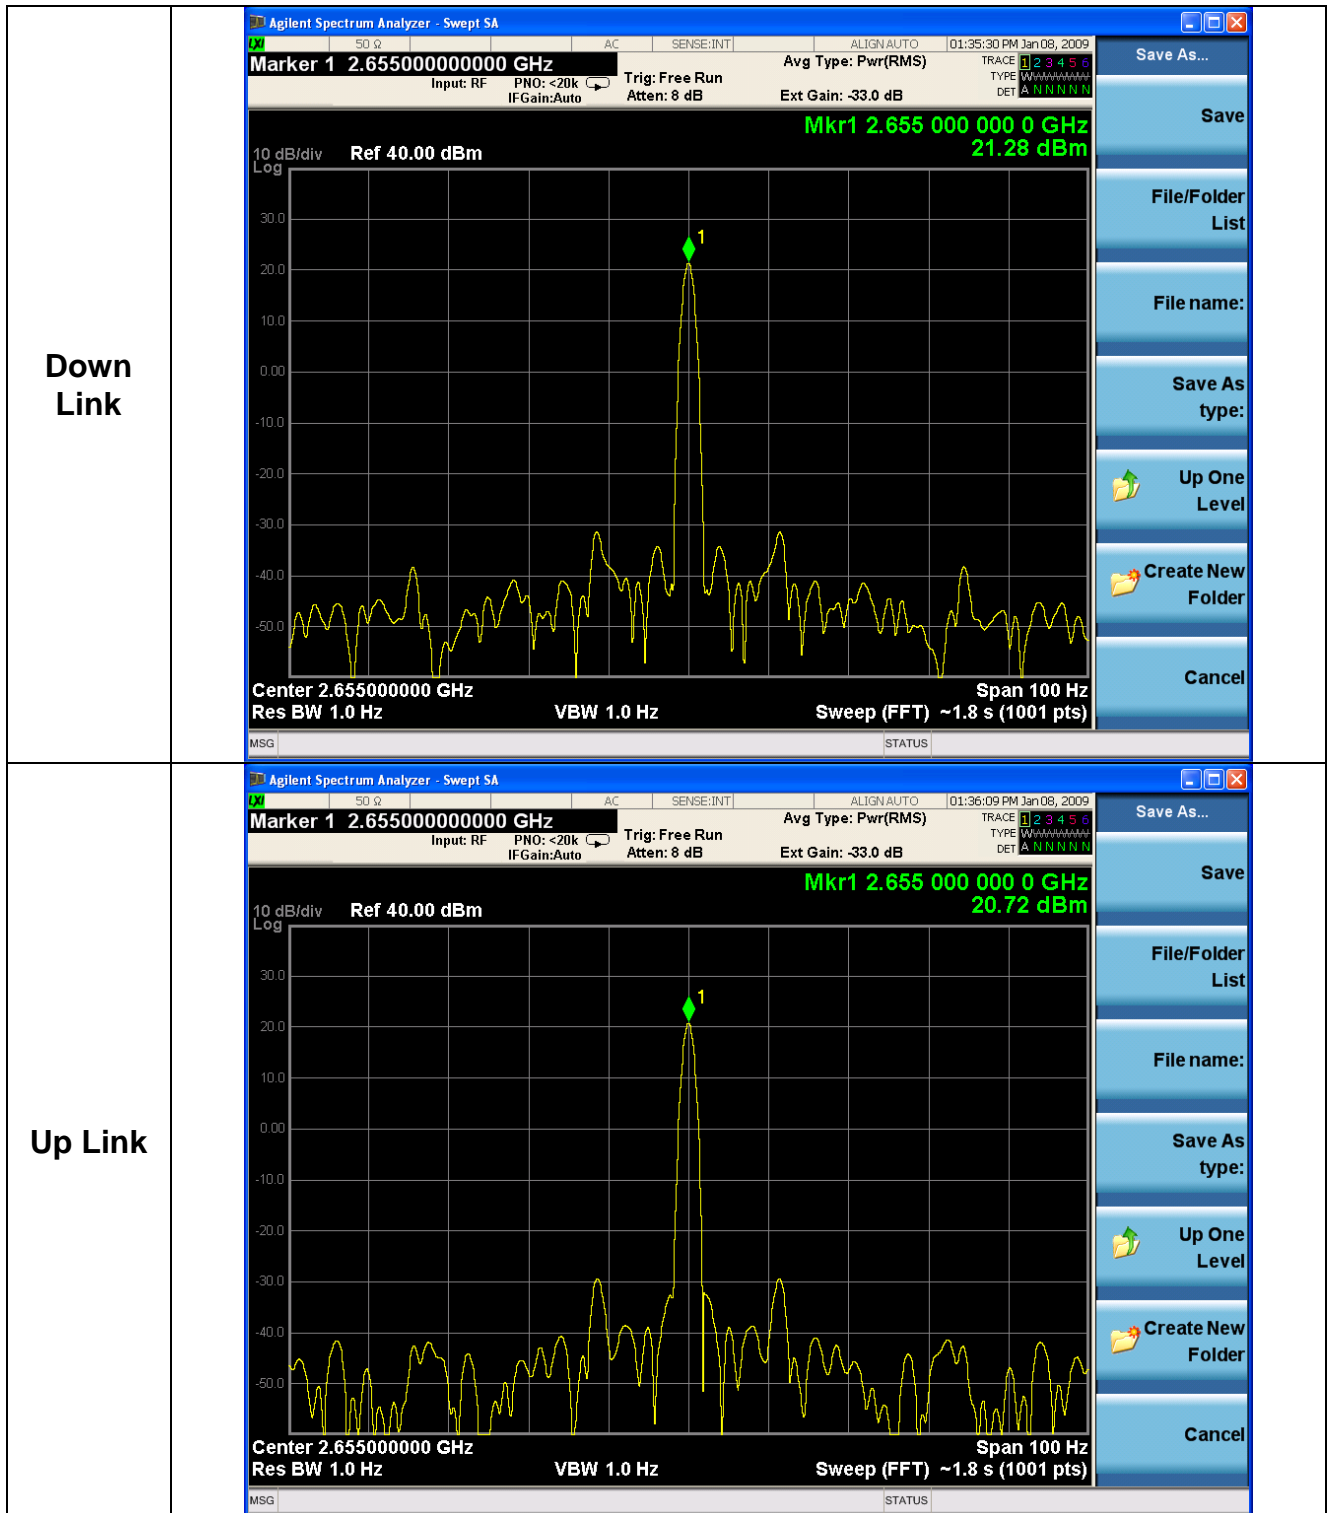 Down
Link
Agilent Spectrum Analyzer - Swept SA
LXI 50 Ω AC SENSE:INT ALIGN AUTO 01:35:30 PM Jan 08, 2009
Marker 1 2.655000000000 GHz
Input: RF PNO: <20k
IFGain:Auto
Trig: Free Run
Atten: 8 dB
Avg Type: Pwr(RMS)
Ext Gain: -33.0 dB
TRACE 1 2 3 4 5 6
TYPE
DET A N N N N N
Mkr1 2.655 000 000 0 GHz
21.28 dBm
10 dB/div Ref 40.00 dBm
Log
1
30.0
20.0
10.0
0.00
-10.0
-20.0
-30.0
-40.0
-50.0
Center 2.655000000 GHz Span 100 Hz
Res BW 1.0 Hz VBW 1.0 Hz Sweep (FFT) ~1.8 s (1001 pts)
MSG STATUS
Save As...
Save
File/Folder
List
File name:
Save As
type:
Up One
Level
Create New
Folder
Cancel
Up Link
Agilent Spectrum Analyzer - Swept SA
LXI 50 Ω AC SENSE:INT ALIGN AUTO 01:36:09 PM Jan 08, 2009
Marker 1 2.655000000000 GHz
Input: RF PNO: <20k
IFGain:Auto
Trig: Free Run
Atten: 8 dB
Avg Type: Pwr(RMS)
Ext Gain: -33.0 dB
TRACE 1 2 3 4 5 6
TYPE
DET A N N N N N
Mkr1 2.655 000 000 0 GHz
20.72 dBm
10 dB/div Ref 40.00 dBm
Log
1
30.0
20.0
10.0
0.00
-10.0
-20.0
-30.0
-40.0
-50.0
Center 2.655000000 GHz Span 100 Hz
Res BW 1.0 Hz VBW 1.0 Hz Sweep (FFT) ~1.8 s (1001 pts)
MSG STATUS
Save As...
Save
File/Folder
List
File name:
Save As
type:
Up One
Level
Create New
Folder
Cancel